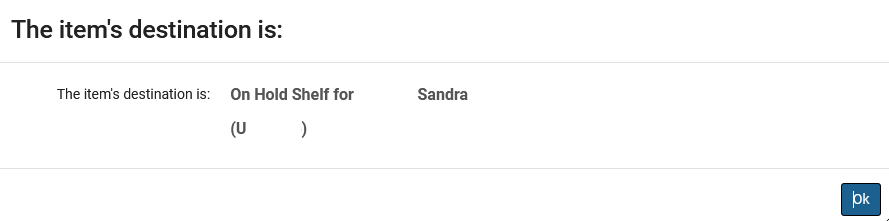 The item's destination is:
The item's destination is: On Hold Shelf for Sandra
(U )
Ok